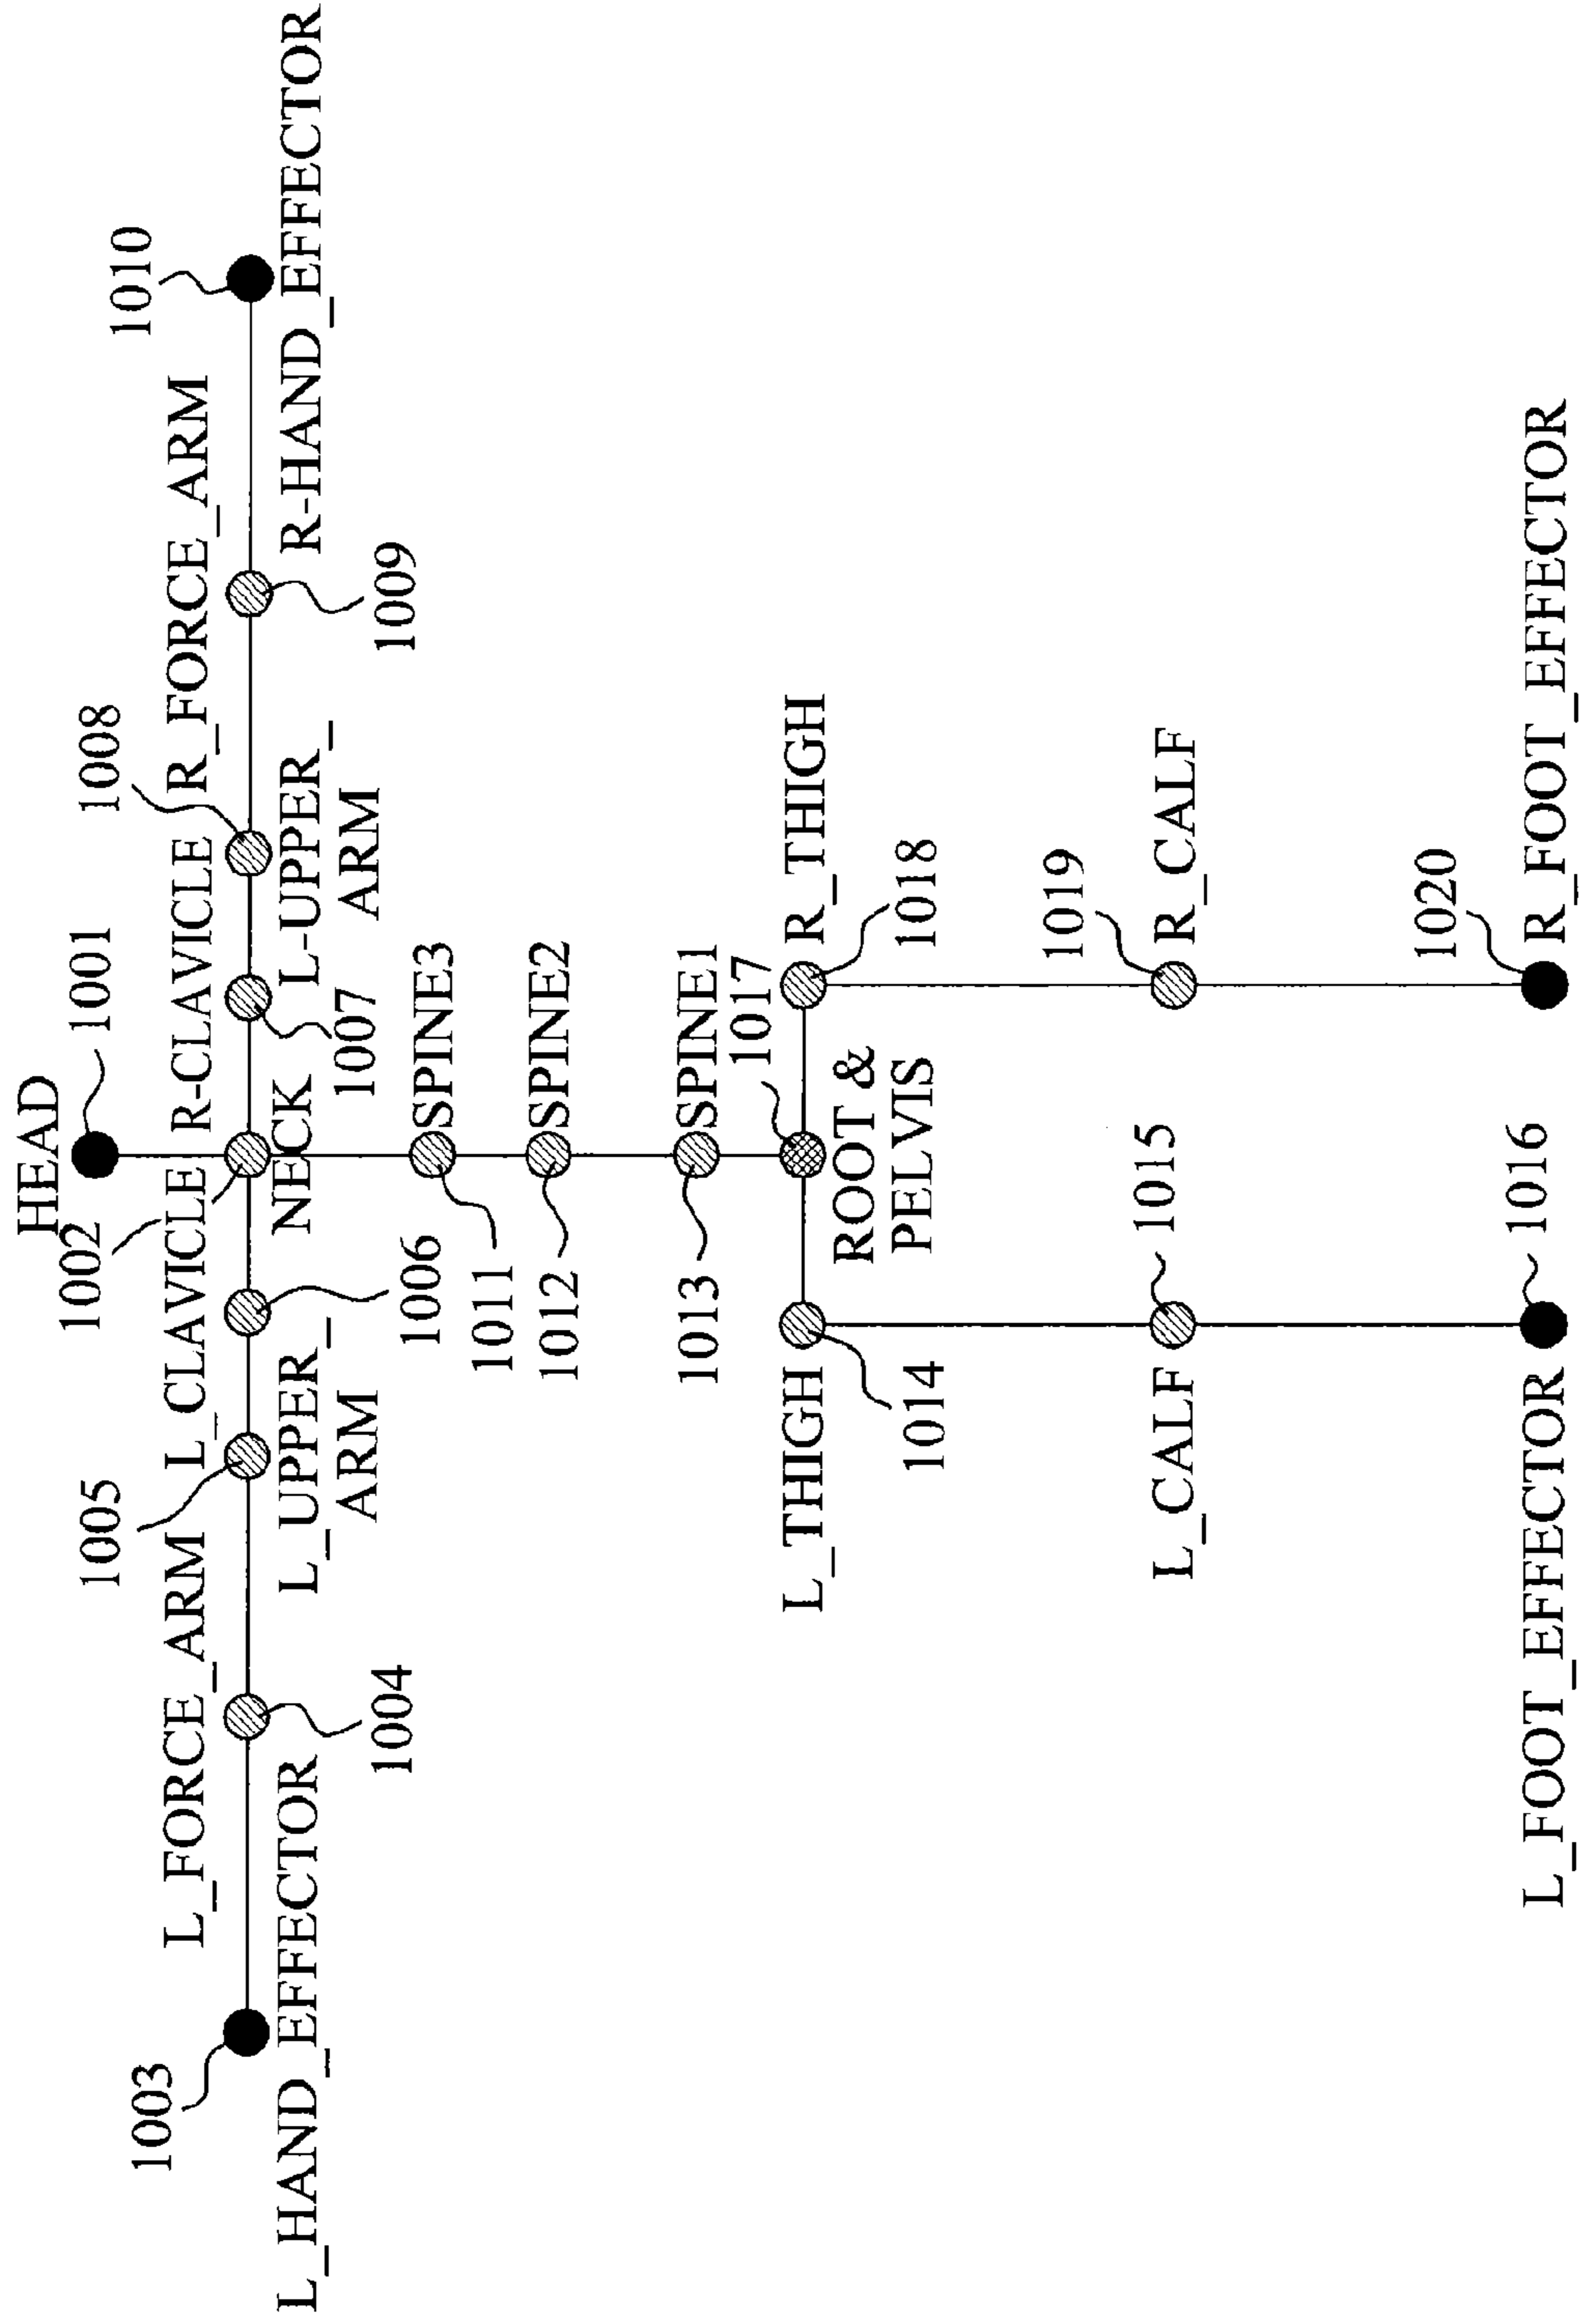 HEAD
1001
1002
1003
L_HAND_EFFECTOR
L_FORCE_ARM
1004
1005
L_UPPER_
ARM
L_CLAVICLE
1006
NECK
R-CLAVICLE
1007
L-UPPER_
ARM
1008
R_FORCE_ARM
1009
1010
R-HAND_EFFECTOR
SPINE3
1011
SPINE2
1012
SPINE1
1013
1017
ROOT &
PELVIS
L_THIGH
1014
R_THIGH
1018
L_CALF
1015
1019
R_CALF
1016
L_FOOT_EFFECTOR
1020
R_FOOT_EFFECTOR